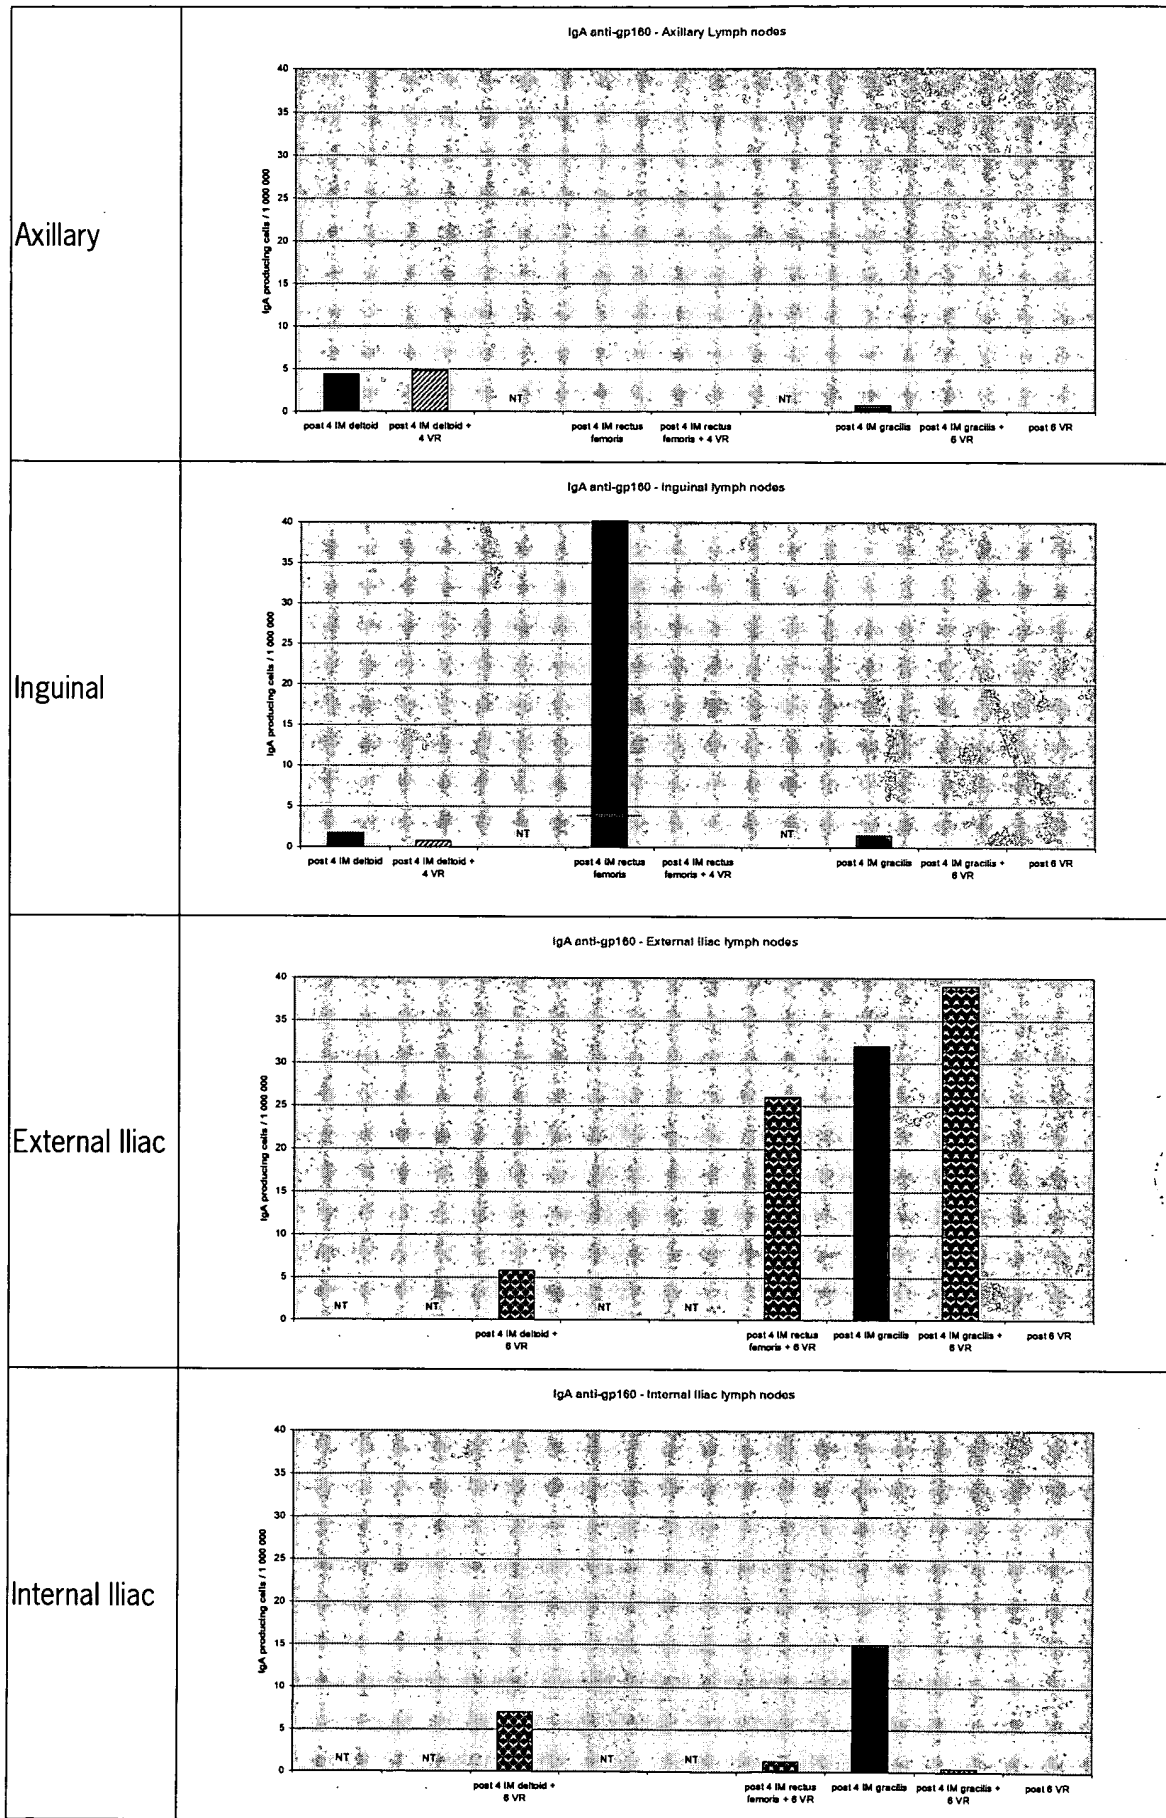 Axillary
IgA anti-gp160 - Axillary Lymph nodes
IgA producing cells / 1 000 000
40
35
30
25
20
15
10
5
0
NT
NT
post 4 IM deltoid
post 4 IM deltoid +
4 VR
post 4 IM rectus
femoris
post 4 IM rectus
femoris + 4 VR
post 4 IM gracilis
post 4 IM gracilis +
6 VR
post 6 VR
Inguinal
IgA anti-gp160 - Inguinal lymph nodes
IgA producing cells / 1 000 000
40
35
30
25
20
15
10
5
0
NT
NT
post 4 IM deltoid
post 4 IM deltoid +
4 VR
post 4 IM rectus
femoris
post 4 IM rectus
femoris + 4 VR
post 4 IM gracilis
post 4 IM gracilis +
6 VR
post 6 VR
External Iliac
IgA anti-gp160 - External Iliac lymph nodes
IgA producing cells / 1 000 000
40
35
30
25
20
15
10
5
0
NT
NT
NT
NT
post 4 IM deltoid +
6 VR
post 4 IM rectus
femoris + 6 VR
post 4 IM gracilis
post 4 IM gracilis +
6 VR
post 6 VR
Internal Iliac
IgA anti-gp160 - Internal Iliac lymph nodes
IgA producing cells / 1 000 000
40
35
30
25
20
15
10
5
0
NT
NT
NT
NT
post 4 IM deltoid +
6 VR
post 4 IM rectus
femoris + 6 VR
post 4 IM gracilis
post 4 IM gracilis +
6 VR
post 6 VR